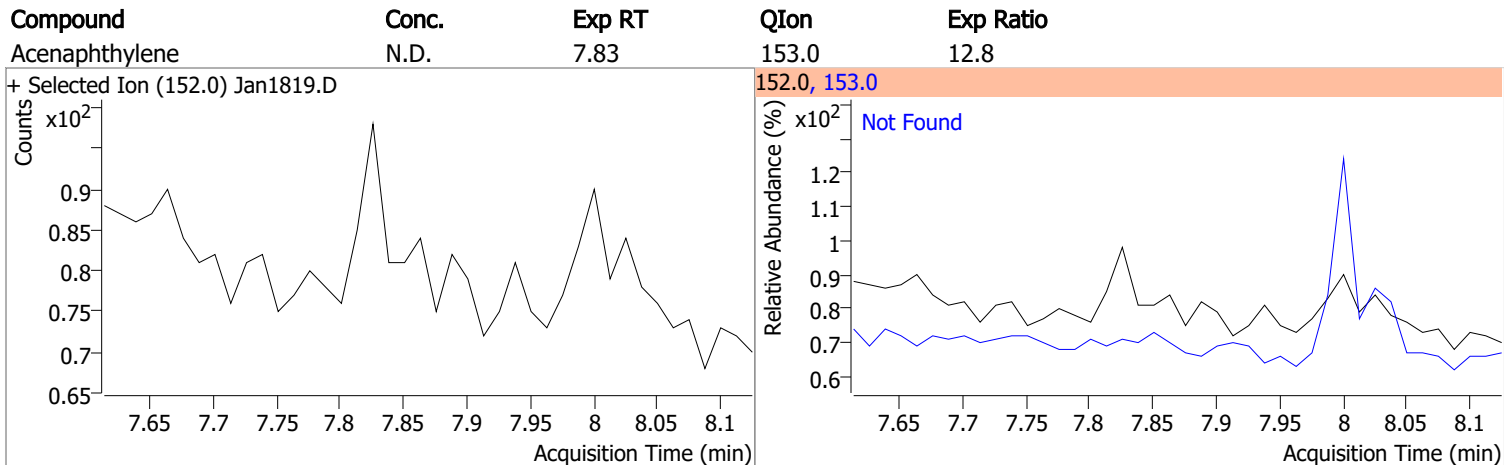 Compound Conc. Exp RT QIon Exp Ratio
Acenaphthylene N.D. 7.83 153.0 12.8
+ Selected Ion (152.0) Jan1819.D
Counts
x10²
0.9
0.85
0.8
0.75
0.7
0.65
7.65 7.7 7.75 7.8 7.85 7.9 7.95 8 8.05 8.1
Acquisition Time (min)
152.0, 153.0
Relative Abundance (%)
x10²
Not Found
1.2
1.1
1
0.9
0.8
0.7
0.6
7.65 7.7 7.75 7.8 7.85 7.9 7.95 8 8.05 8.1
Acquisition Time (min)